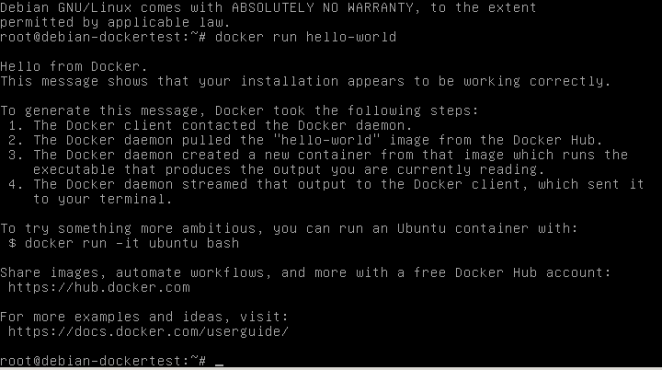 Debian GNU/Linux comes with ABSOLUTELY NO WARRANTY, to the extent
permitted by applicable law.
root@debian-dockertest:~# docker run hello-world
Hello from Docker.
This message shows that your installation appears to be working correctly.
To generate this message, Docker took the following steps:
1. The Docker client contacted the Docker daemon.
2. The Docker daemon pulled the "hello-world" image from the Docker Hub.
3. The Docker daemon created a new container from that image which runs the
executable that produces the output you are currently reading.
4. The Docker daemon streamed that output to the Docker client, which sent it
to your terminal.
To try something more ambitious, you can run an Ubuntu container with:
$ docker run -it ubuntu bash
Share images, automate workflows, and more with a free Docker Hub account:
https://hub.docker.com
For more examples and ideas, visit:
https://docs.docker.com/userguide/
root@debian-dockertest:~# _